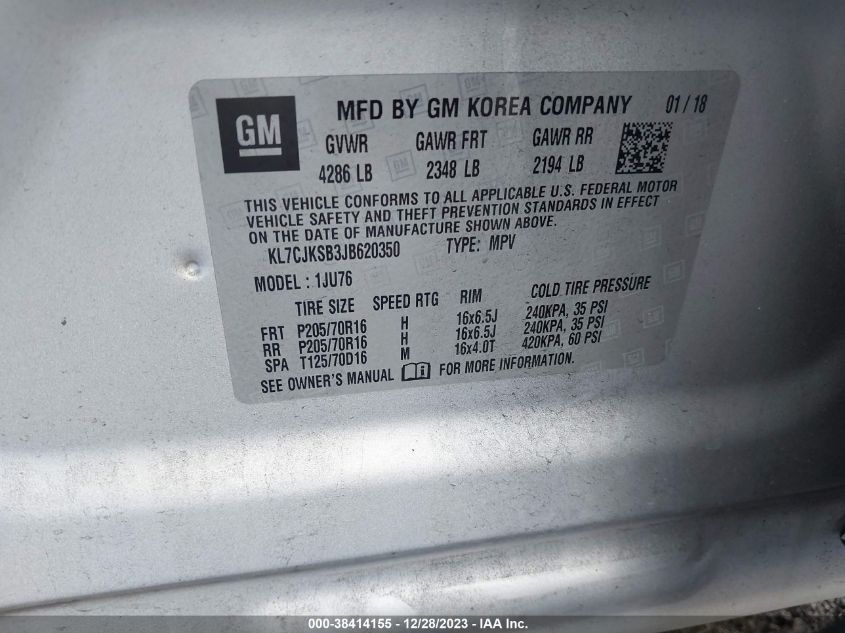 GM
MFD BY GM KOREA COMPANY 01 / 18
GVWR GAWR FRT GAWR RR
4286 LB 2348 LB 2194 LB
THIS VEHICLE CONFORMS TO ALL APPLICABLE U.S. FEDERAL MOTOR
VEHICLE SAFETY AND THEFT PREVENTION STANDARDS IN EFFECT
ON THE DATE OF MANUFACTURE SHOWN ABOVE.
KL7CJKSB3JB620350 TYPE: MPV
MODEL : 1JU76
TIRE SIZE SPEED RTG RIM COLD TIRE PRESSURE
FRT P205/70R16 H 16x6.5J 240KPA, 35 PSI
RR P205/70R16 H 16x6.5J 240KPA, 35 PSI
SPA T125/70D16 M 16x4.0T 420KPA, 60 PSI
SEE OWNER'S MANUAL i FOR MORE INFORMATION.
000-38414155 - 12/28/2023 - IAA Inc.